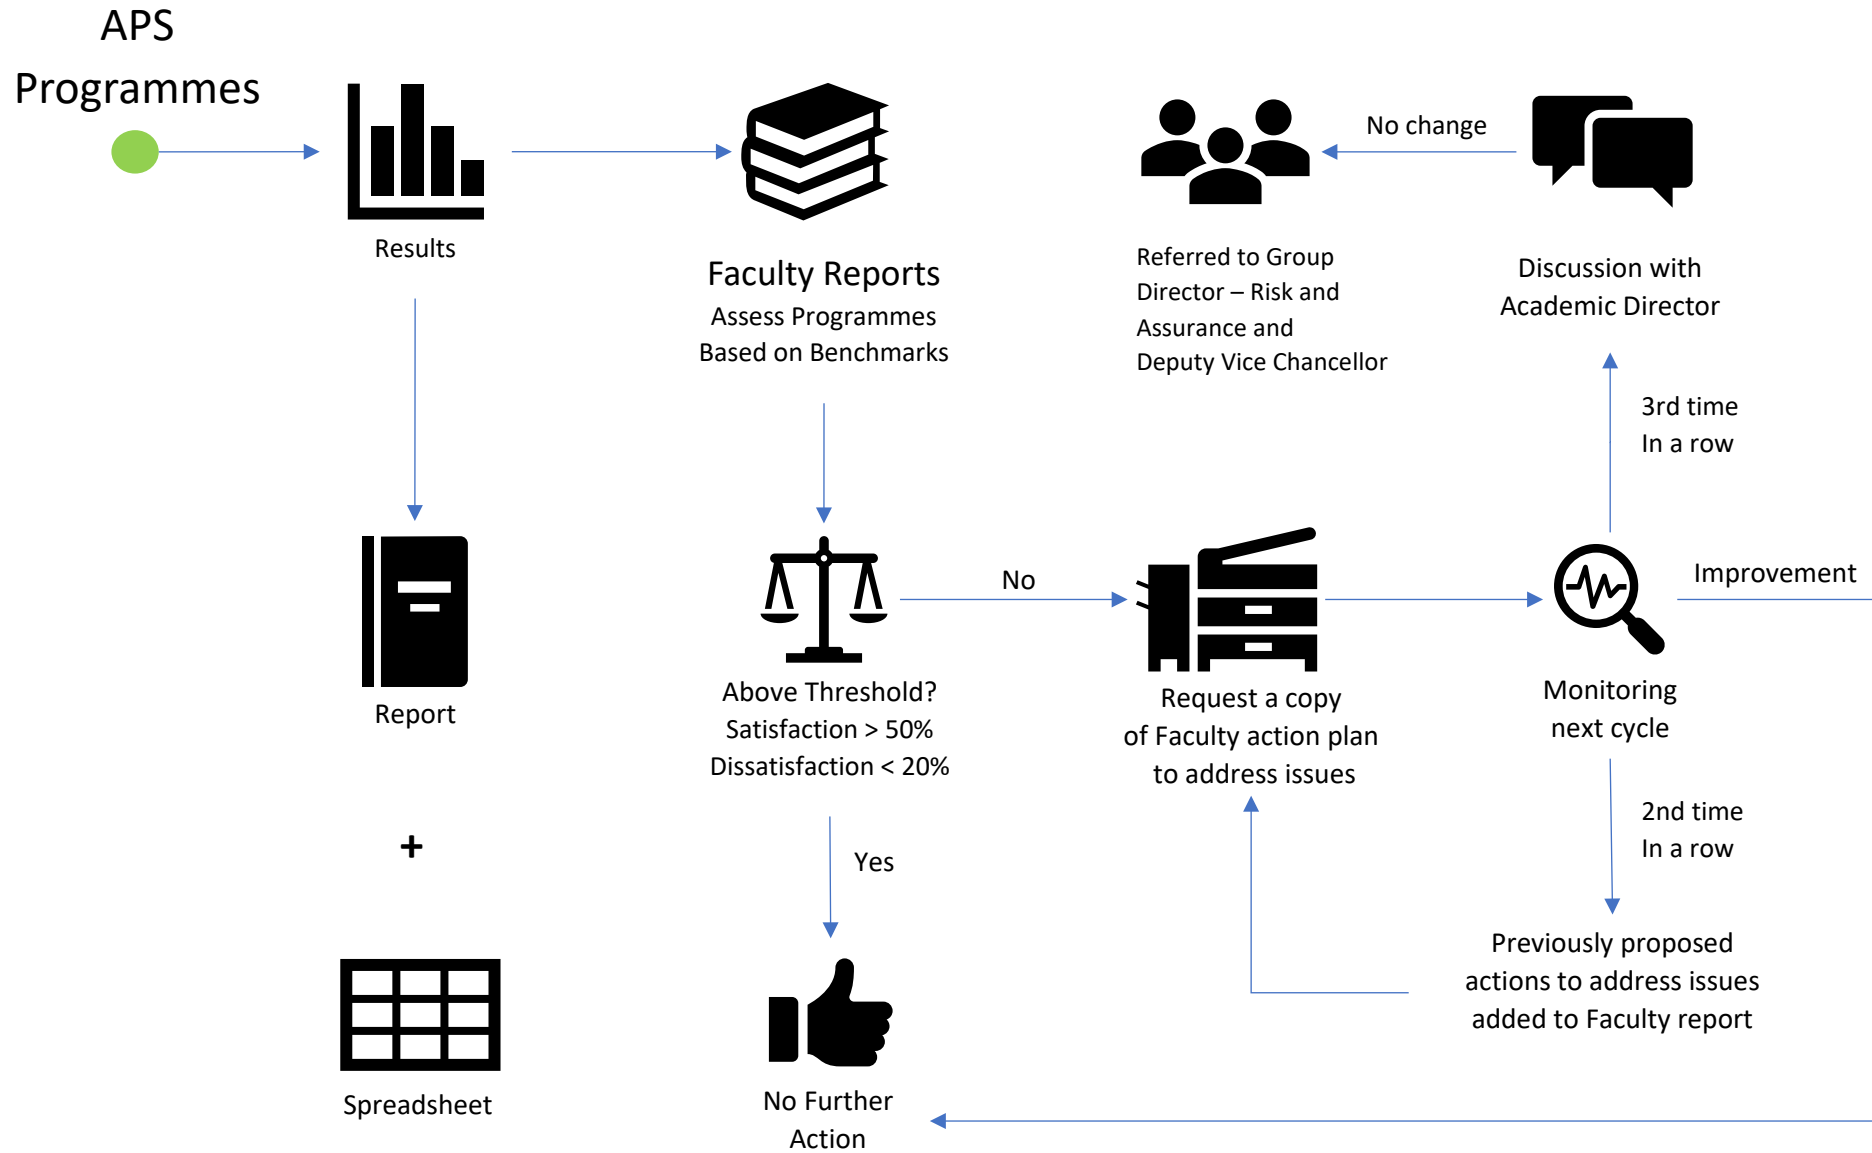 APS
Programmes
Results
Faculty Reports
Assess Programmes
Based on Benchmarks
Referred to Group
Director – Risk and
Assurance and
Deputy Vice Chancellor
No change
Discussion with
Academic Director
3rd time
In a row
Report
No
Improvement
Above Threshold?
Satisfaction > 50%
Dissatisfaction < 20%
Request a copy
of Faculty action plan
to address issues
Monitoring
next cycle
2nd time
In a row
+
Yes
Previously proposed
actions to address issues
added to Faculty report
Spreadsheet
No Further
Action